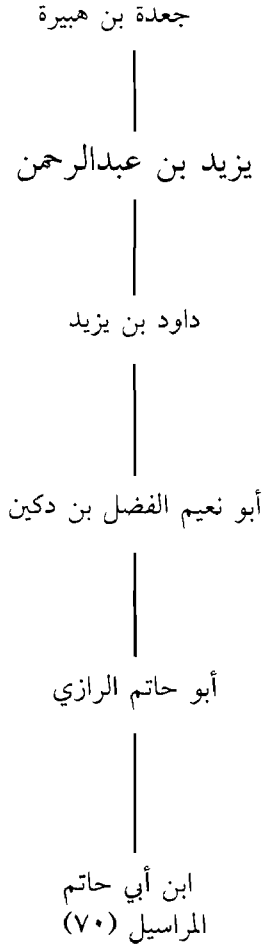 جعدة بن هبيرة
يزيد بن عبدالرحمن
داود بن يزيد
أبو نعيم الفضل بن دكين
أبو حاتم الرازي
ابن أبي حاتم
المراسيل (٧٠)